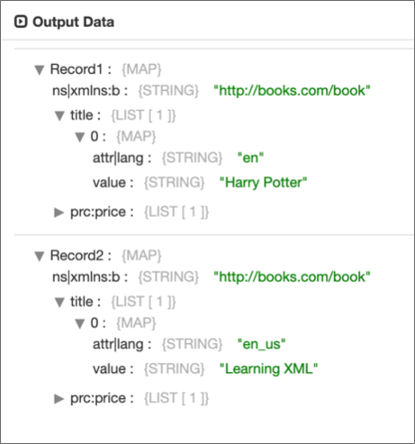 Output Data
Record1 : {MAP}
ns|xmlns:b : {STRING} "http://books.com/book"
title : {LIST [ 1 ]}
0 : {MAP}
attr|lang : {STRING} "en"
value : {STRING} "Harry Potter"
prc:price : {LIST [ 1 ]}
Record2 : {MAP}
ns|xmlns:b : {STRING} "http://books.com/book"
title : {LIST [ 1 ]}
0 : {MAP}
attr|lang : {STRING} "en_us"
value : {STRING} "Learning XML"
prc:price : {LIST [ 1 ]}